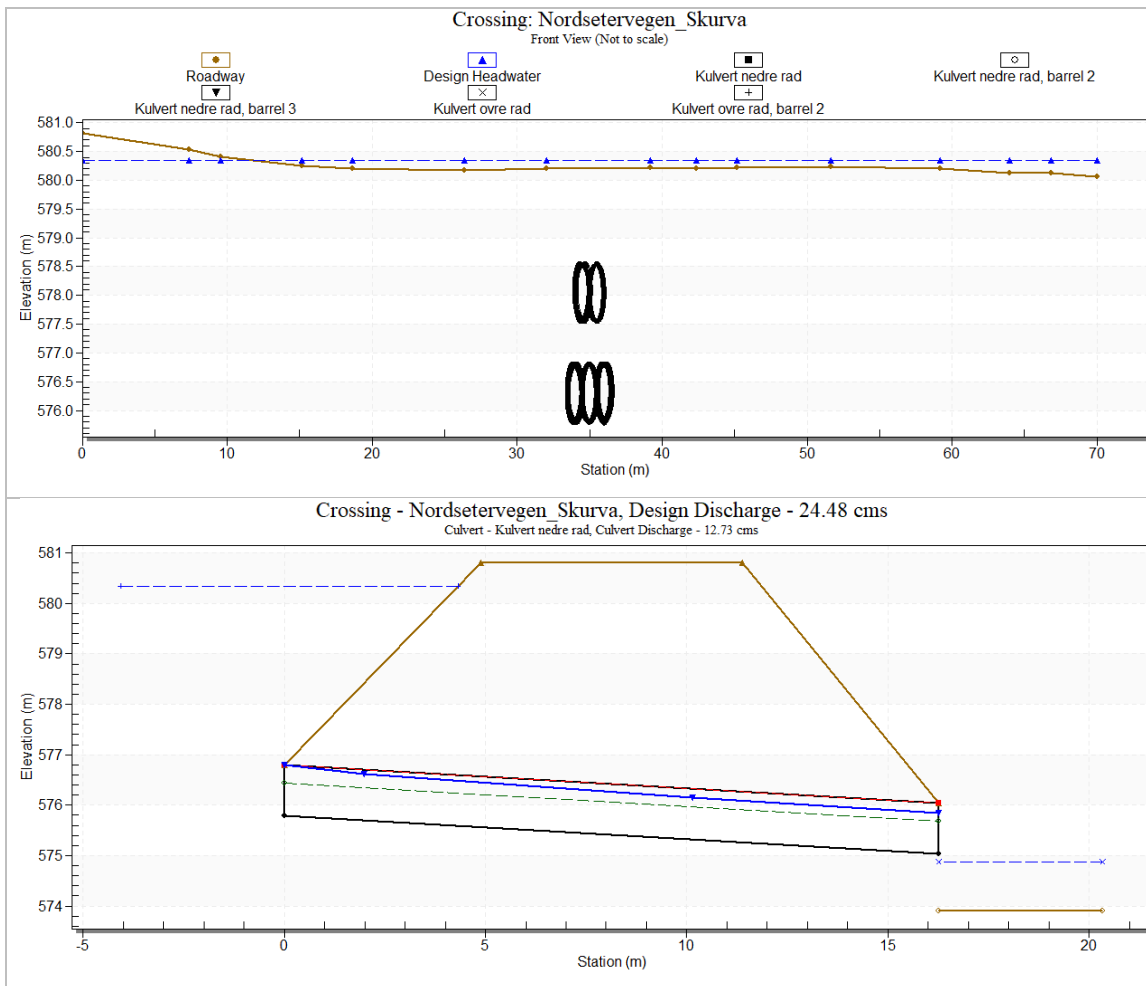 Crossing: Nordsetervegen_Skurva
Front View (Not to scale)
Roadway
Design Headwater
Kulvert nedre rad
Kulvert nedre rad, barrel 2
Kulvert nedre rad, barrel 3
Kulvert ovre rad
Kulvert ovre rad, barrel 2
581.0
580.5
580.0
579.5
579.0
578.5
578.0
577.5
577.0
576.5
576.0
Elevation (m)
0 10 20 30 40 50 60 70
Station (m)
Crossing - Nordsetervegen_Skurva, Design Discharge - 24.48 cms
Culvert - Kulvert nedre rad, Culvert Discharge - 12.73 cms
581
580
579
578
577
576
575
574
Elevation (m)
-5 0 5 10 15 20
Station (m)